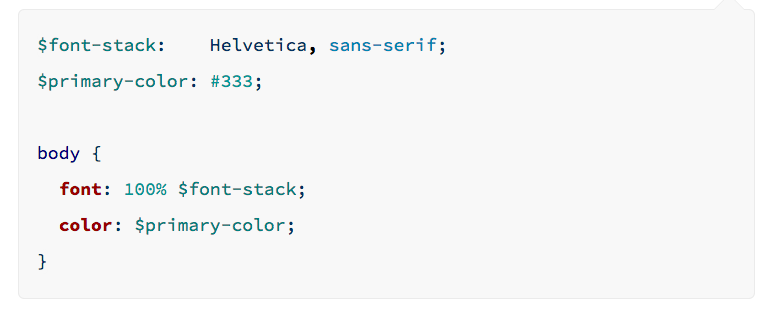 $font-stack:    Helvetica, sans-serif;
$primary-color: #333;

body {
  font: 100% $font-stack;
  color: $primary-color;
}